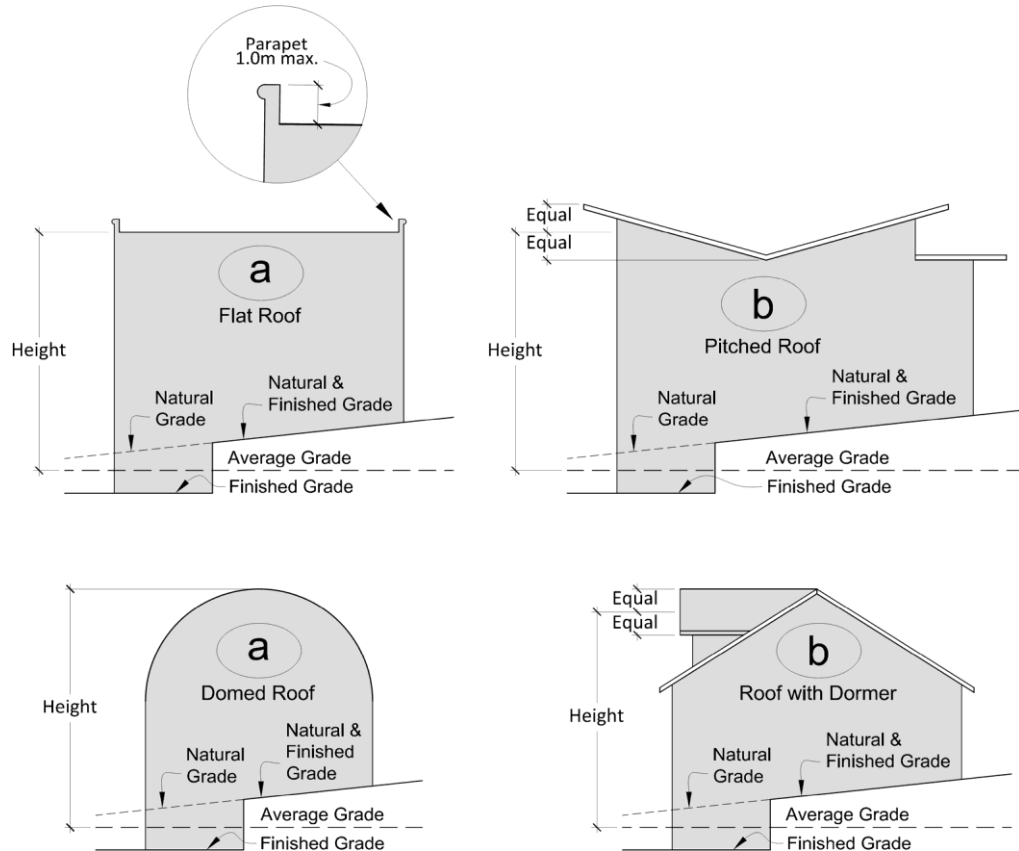 Parapet
1.0m max.
a
Flat Roof
Height
Natural
Grade
Natural &
Finished Grade
Average Grade
Finished Grade
Equal
Equal
b
Pitched Roof
Height
Natural
Grade
Natural &
Finished Grade
Average Grade
Finished Grade
a
Domed Roof
Height
Natural
Grade
Natural &
Finished
Grade
Average Grade
Finished Grade
Equal
Equal
b
Roof with Dormer
Height
Natural
Grade
Natural &
Finished Grade
Average Grade
Finished Grade